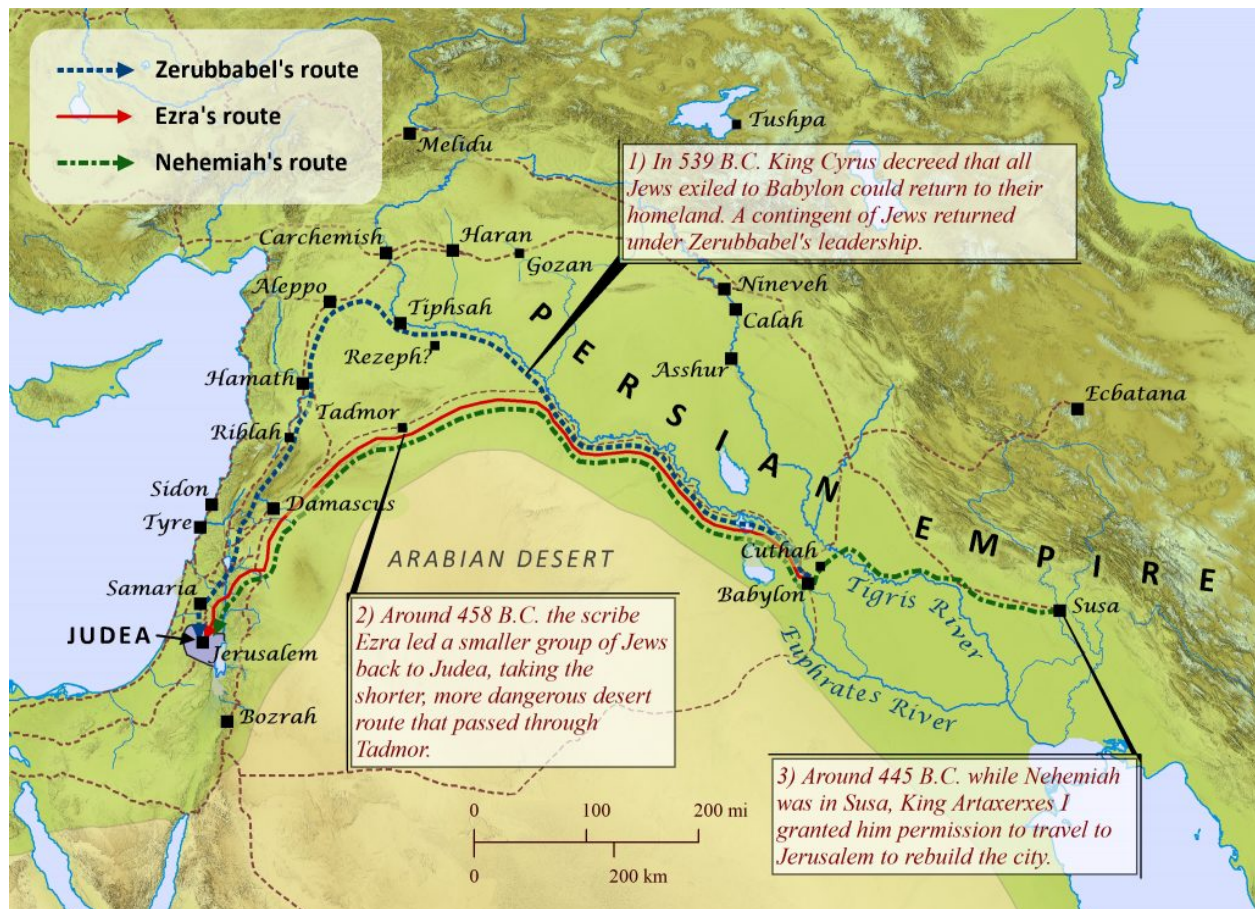 Zerubbabel's route
Ezra's route
Nehemiah's route
Tushpa
Melidu
1) In 539 B.C. King Cyrus decreed that all
Jews exiled to Babylon could return to their
homeland. A contingent of Jews returned
under Zerubbabel's leadership.
Carchemish
Haran
Gozan
Aleppo
Tiphsah
Nineveh
Calah
Rezeph?
Asshur
PERSIAN EMPIRE
Hamath
Ecbatana
Tadmor
Riblah
Sidon
Damascus
Tyre
ARABIAN DESERT
Cuthah
Babylon
Tigris River
Susa
Samaria
JUDEA
Jerusalem
Euphrates River
Bozrah
2) Around 458 B.C. the scribe
Ezra led a smaller group of Jews
back to Judea, taking the
shorter, more dangerous desert
route that passed through
Tadmor.
3) Around 445 B.C. while Nehemiah
was in Susa, King Artaxerxes I
granted him permission to travel to
Jerusalem to rebuild the city.
0 100 200 mi
0 200 km